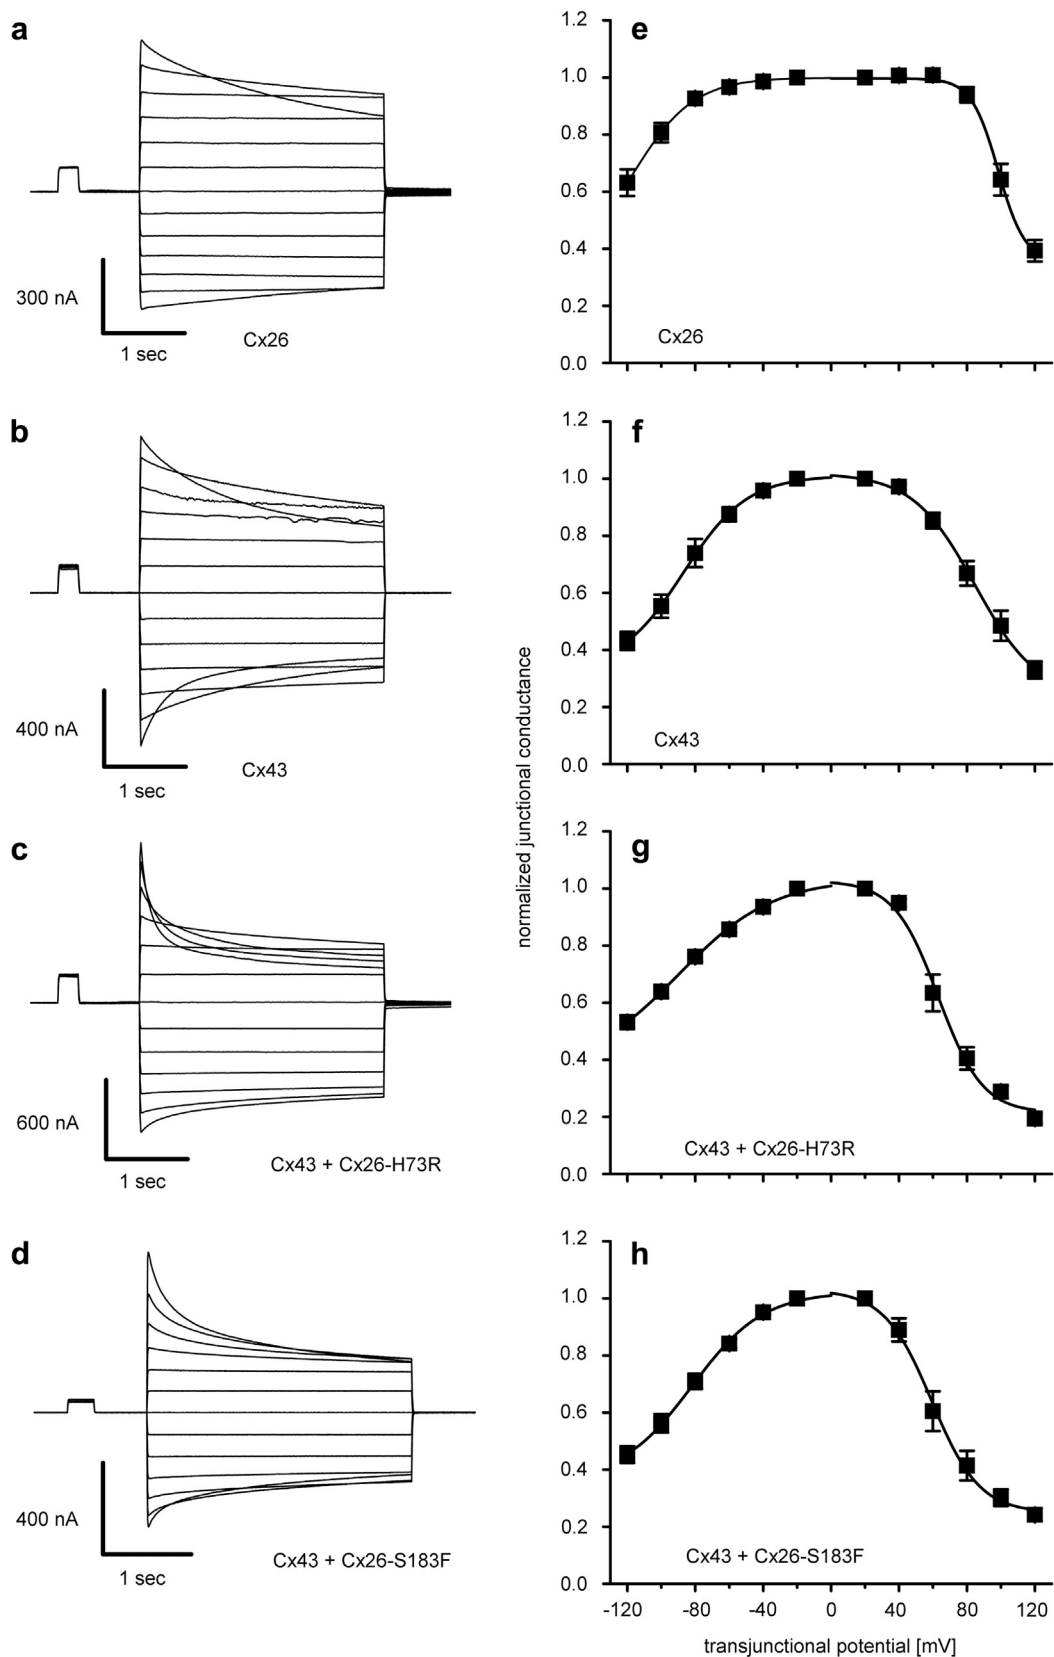 a
300 nA
1 sec
Cx26
b
400 nA
1 sec
Cx43
c
600 nA
1 sec
Cx43 + Cx26-H73R
d
400 nA
1 sec
Cx43 + Cx26-S183F
normalized junctional conductance
e
1.2
1.0
0.8
0.6
0.4
0.2
0.0
Cx26
f
1.2
1.0
0.8
0.6
0.4
0.2
0.0
Cx43
g
1.2
1.0
0.8
0.6
0.4
0.2
0.0
Cx43 + Cx26-H73R
h
1.2
1.0
0.8
0.6
0.4
0.2
0.0
Cx43 + Cx26-S183F
-120 -80 -40 0 40 80 120
transjunctional potential [mV]